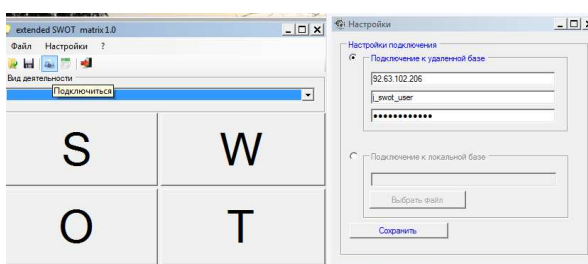 extended SWOT matrix 1.0
Файл Настройки ?
Вид деятельности
Подключиться
S W
O T
Настройки
Настройки подключения
Подключение к удаленной базе
92.63.102.206
j_swot_user
••••••••••••
Подключение к локальной базе
Выбрать файл
Сохранить